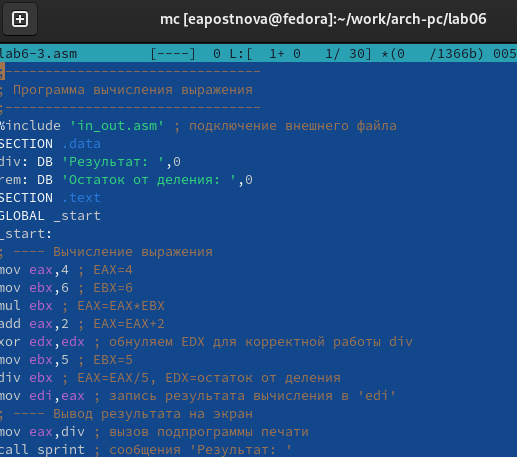 mc [eapostnova@fedora]:~/work/arch-pc/lab06
lab6-3.asm [----] 0 L:[ 1+ 0 1/ 30] *(0 /1366b) 005
;--------------------------------
; Программа вычисления выражения
;--------------------------------
%include 'in_out.asm' ; подключение внешнего файла
SECTION .data
div: DB 'Результат: ',0
rem: DB 'Остаток от деления: ',0
SECTION .text
GLOBAL _start
_start:
; ---- Вычисление выражения
mov eax,4 ; EAX=4
mov ebx,6 ; EBX=6
mul ebx ; EAX=EAX*EBX
add eax,2 ; EAX=EAX+2
xor edx,edx ; обнуляем EDX для корректной работы div
mov ebx,5 ; EBX=5
div ebx ; EAX=EAX/5, EDX=остаток от деления
mov edi,eax ; запись результата вычисления в 'edi'
; ---- Вывод результата на экран
mov eax,div ; вызов подпрограммы печати
call sprint ; сообщения 'Результат: '